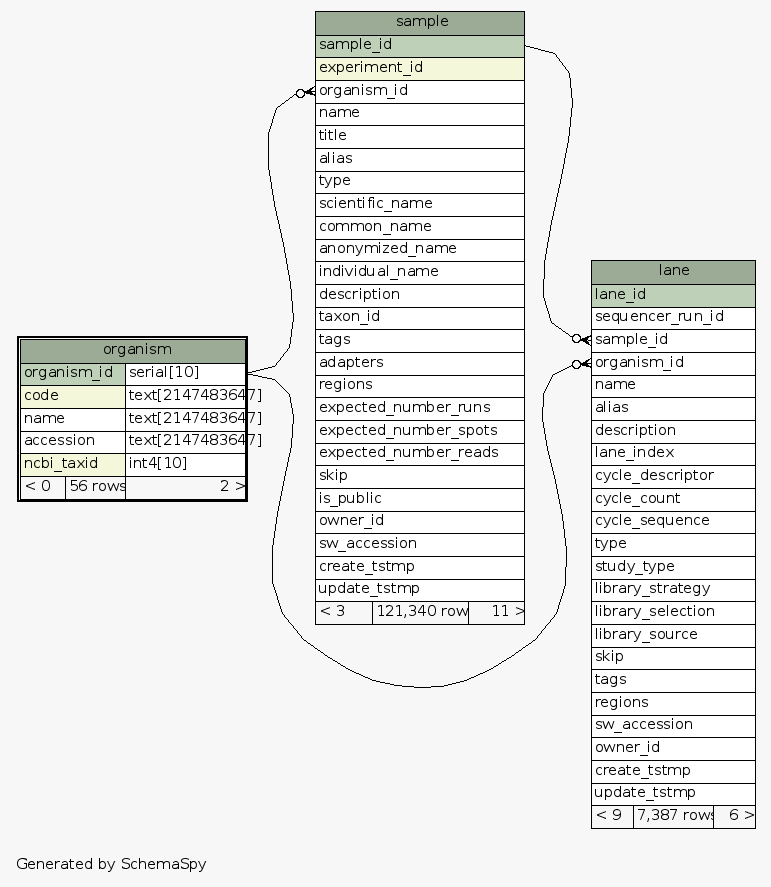 sample
sample_id
experiment_id
organism_id
name
title
alias
type
scientific_name
common_name
anonymized_name
individual_name
description
taxon_id
tags
adapters
regions
expected_number_runs
expected_number_spots
expected_number_reads
skip
is_public
owner_id
sw_accession
create_tstmp
update_tstmp
< 3 121,340 row 11 >
organism
organism_id serial[10]
code text[2147483647]
name text[2147483647]
accession text[2147483647]
ncbi_taxid int4[10]
< 0 56 rows 2 >
lane
lane_id
sequencer_run_id
sample_id
organism_id
name
alias
description
lane_index
cycle_descriptor
cycle_count
cycle_sequence
type
study_type
library_strategy
library_selection
library_source
skip
tags
regions
sw_accession
owner_id
create_tstmp
update_tstmp
< 9 7,387 rows 6 >
Generated by SchemaSpy